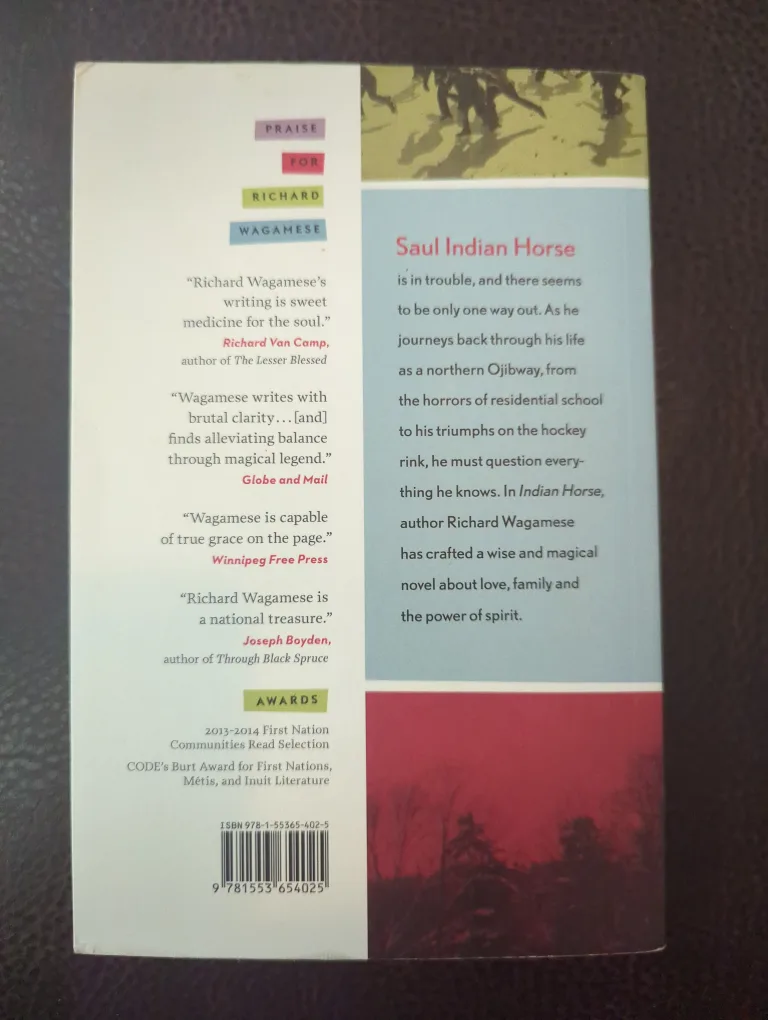 PRAISE
FOR
RICHARD
WAGAMESE
“Richard Wagamese’s
writing is sweet
medicine for the soul.”
Richard Van Camp,
author of The Lesser Blessed
“Wagamese writes with
brutal clarity... [and]
finds alleviating balance
through magical legend.”
Globe and Mail
“Wagamese is capable
of true grace on the page.”
Winnipeg Free Press
“Richard Wagamese is
a national treasure.”
Joseph Boyden,
author of Through Black Spruce
AWARDS
2013–2014 First Nation
Communities Read Selection
CODE’s Burt Award for First Nations,
Métis, and Inuit Literature
ISBN 978-1-55365-402-5
9 781553 654025
Saul Indian Horse
is in trouble, and there seems
to be only one way out. As he
journeys back through his life
as a northern Ojibway, from
the horrors of residential school
to his triumphs on the hockey
rink, he must question every-
thing he knows. In Indian Horse,
author Richard Wagamese
has crafted a wise and magical
novel about love, family and
the power of spirit.